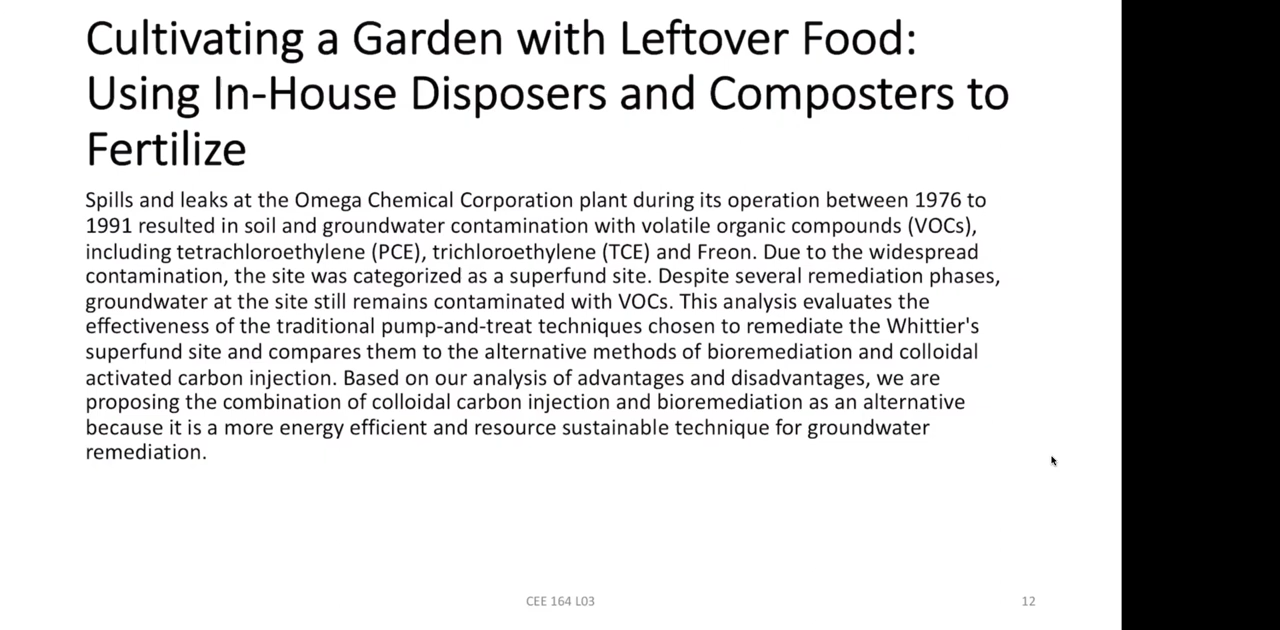 Cultivating a Garden with Leftover Food:
Using In-House Disposers and Composters to
Fertilize
Spills and leaks at the Omega Chemical Corporation plant during its operation between 1976 to
1991 resulted in soil and groundwater contamination with volatile organic compounds (VOCs),
including tetrachloroethylene (PCE), trichloroethylene (TCE) and Freon. Due to the widespread
contamination, the site was categorized as a superfund site. Despite several remediation phases,
groundwater at the site still remains contaminated with VOCs. This analysis evaluates the
effectiveness of the traditional pump-and-treat techniques chosen to remediate the Whittier's
superfund site and compares them to the alternative methods of bioremediation and colloidal
activated carbon injection. Based on our analysis of advantages and disadvantages, we are
proposing the combination of colloidal carbon injection and bioremediation as an alternative
because it is a more energy efficient and resource sustainable technique for groundwater
remediation.
CEE 164 L03
12